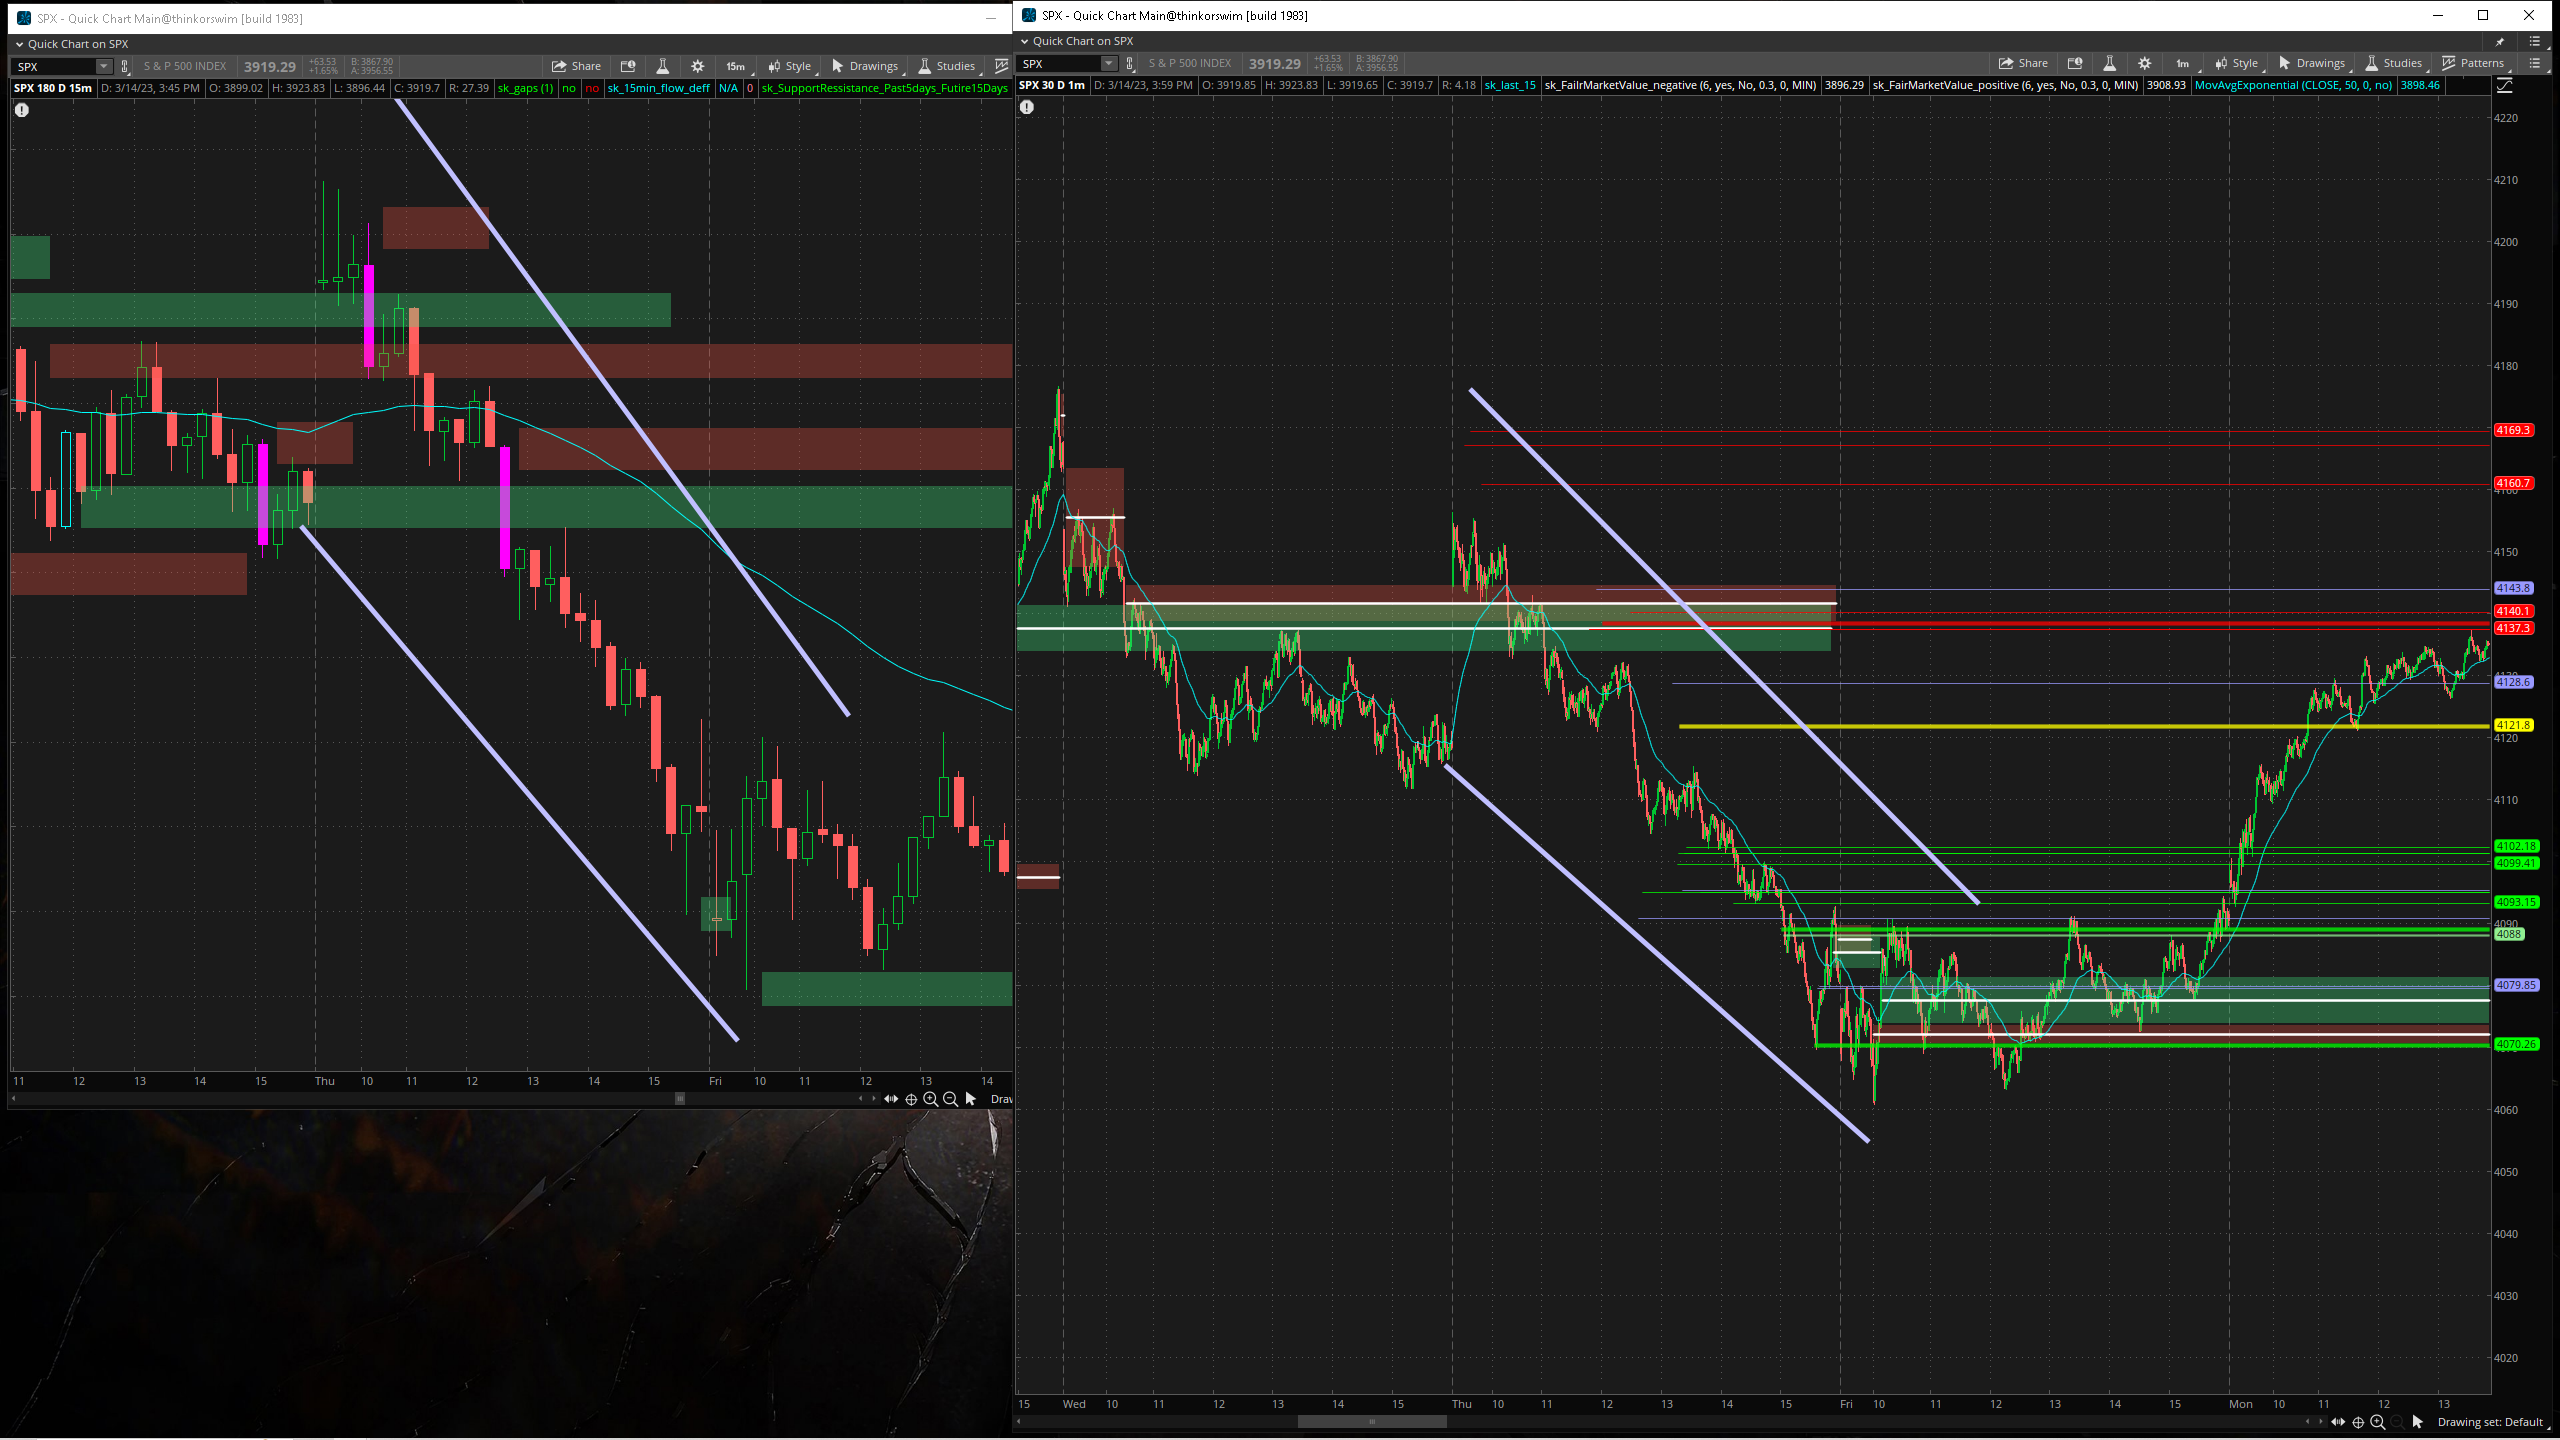 SPX - Quick Chart Main@thinkorswim [build 1983]
Quick Chart on SPX
SPX S & P 500 INDEX 3919.29 +63.53 +1.65% B: 3867.90 A: 3956.55 Share 15m Style Drawings Studies
SPX 180 D 15m D: 3/14/23, 3:45 PM O: 3899.02 H: 3923.83 L: 3896.44 C: 3919.7 R: 27.39 sk_gaps (1) no no sk_15min_flow_deff N/A 0 sk_SupportRessistance_Past5days_Futire15Days
11 12 13 14 15 Thu 10 11 12 13 14 15 Fri 10 11 12 13 14
Drav
SPX - Quick Chart Main@thinkorswim [build 1983]
Quick Chart on SPX
SPX S & P 500 INDEX 3919.29 +63.53 +1.65% B: 3867.90 A: 3956.55 Share 1m Style Drawings Studies Patterns
SPX 30 D 1m D: 3/14/23, 3:59 PM O: 3919.85 H: 3923.83 L: 3919.65 C: 3919.7 R: 4.18 sk_last_15 sk_FailrMarketValue_negative (6, yes, No, 0.3, 0, MIN) 3896.29 sk_FairMarketValue_positive (6, yes, No, 0.3, 0, MIN) 3908.93 MovAvgExponential (CLOSE, 50, 0, no) 3898.46
4220
4210
4200
4190
4180
4169.3
4160.7
4160
4150
4143.8
4140.1
4137.3
4128.6
4121.8
4120
4110
4102.18
4099.41
4093.15
4090
4088
4079.85
4070.26
4060
4050
4040
4030
4020
15 Wed 10 11 12 13 14 15 Thu 10 11 12 13 14 15 Fri 10 11 12 13 14 15 Mon 10 11 12 13
Drawing set: Default